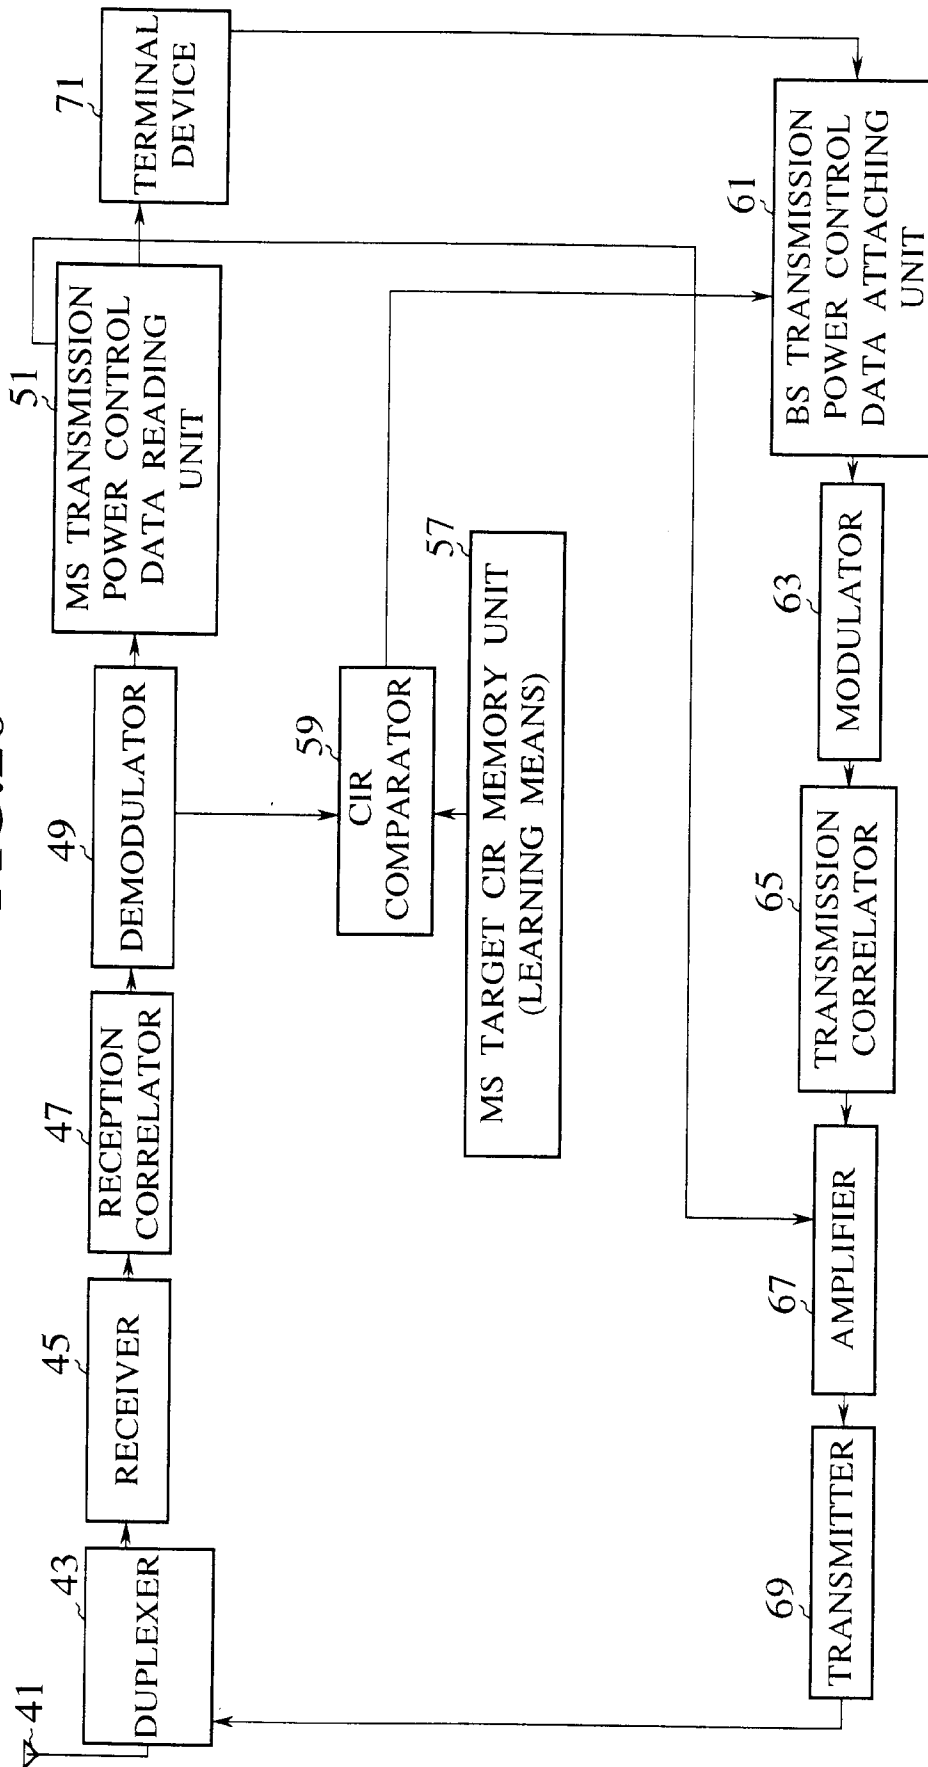 41
43
DUPLEXER
45
RECEIVER
47
RECEPTION
CORRELATOR
49
DEMODULATOR
51
MS TRANSMISSION
POWER CONTROL
DATA READING
UNIT
71
TERMINAL
DEVICE
59
CIR
COMPARATOR
57
MS TARGET CIR MEMORY UNIT
(LEARNING MEANS)
69
TRANSMITTER
67
AMPLIFIER
65
TRANSMISSION
CORRELATOR
63
MODULATOR
61
BS TRANSMISSION
POWER CONTROL
DATA ATTACHING
UNIT